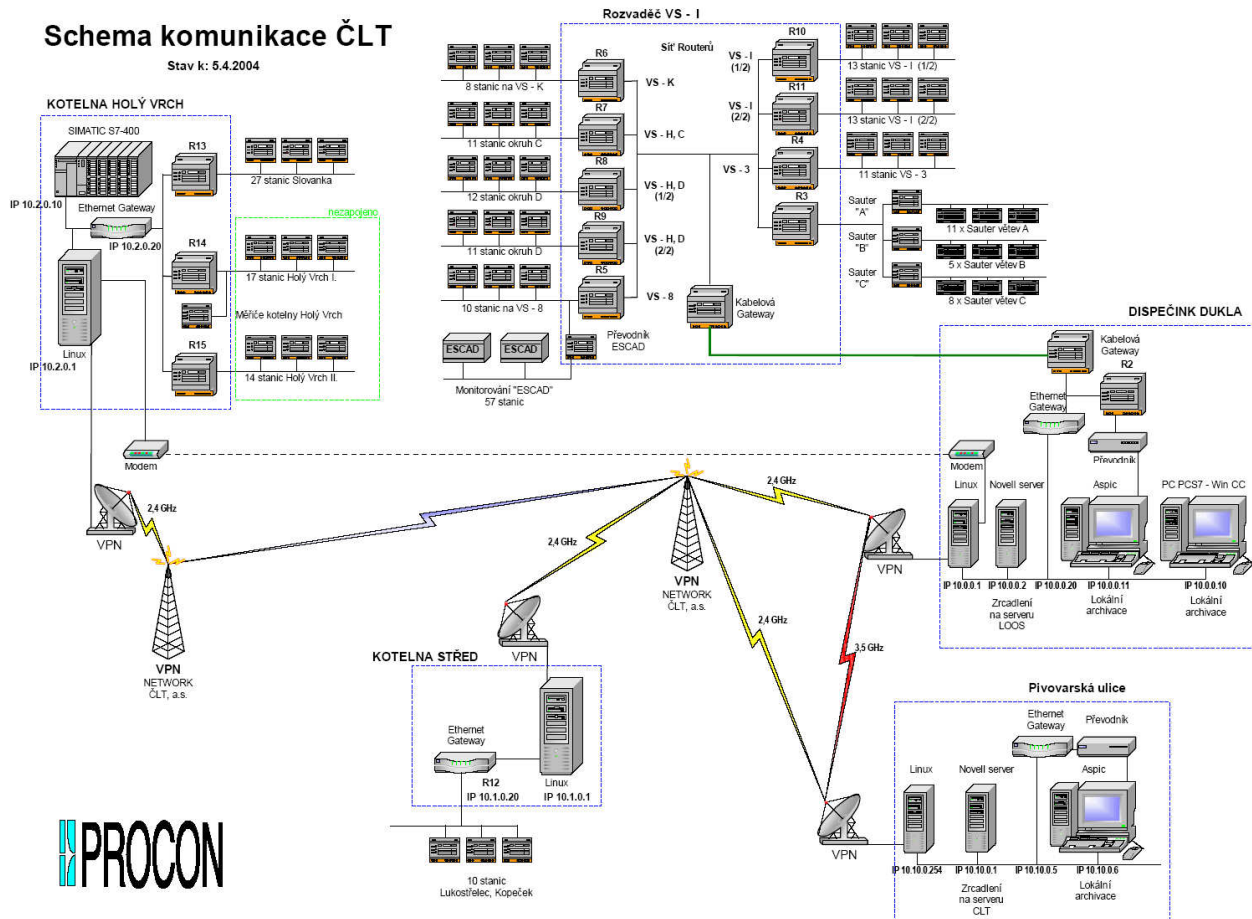 Schema komunikace ČLT
Stav k: 5.4.2004
KOTELNA HOLÝ VRCH
SIMATIC S7-400
R13
IP 10.2.0.10
Ethernet Gateway
IP 10.2.0.20
27 stanic Slovanka
nezapojeno
R14
17 stanic Holý Vrch I.
Měřiče kotelny Holý Vrch
Linux
IP 10.2.0.1
R15
14 stanic Holý Vrch II.
Modem
Rozvaděč VS - I
Síť Routerů
R6
VS - K
8 stanic na VS - K
R7
VS - H, C
11 stanic okruh C
R8
VS - H, D
(1/2)
12 stanic okruh D
R9
VS - H, D
(2/2)
11 stanic okruh D
R5
VS - 8
10 stanic na VS - 8
ESCAD
ESCAD
Převodník
ESCAD
Monitorování "ESCAD"
57 stanic
R10
VS - I
(1/2)
13 stanic VS - I (1/2)
R11
VS - I
(2/2)
13 stanic VS - I (2/2)
R4
VS - 3
11 stanic VS - 3
R3
Sauter
"A"
11 x Sauter větev A
Sauter
"B"
5 x Sauter větev B
Sauter
"C"
8 x Sauter větev C
Kabelová
Gateway
DISPEČINK DUKLA
Kabelová
Gateway
R2
Ethernet
Gateway
Převodník
Modem
Linux
Novell server
Aspic
PC PCS7 - Win CC
IP 10.0.0.1
IP 10.0.0.2
IP 10.0.0.20
IP 10.0.0.11
IP 10.0.0.10
Zrcadlení
na serveru
LOOS
Lokální
archivace
Lokální
archivace
VPN
2,4 GHz
VPN
NETWORK
ČLT, a.s.
2,4 GHz
VPN
VPN
NETWORK
ČLT, a.s.
2,4 GHz
VPN
2,4 GHz
3,5 GHz
VPN
KOTELNA STŘED
Ethernet
Gateway
R12
IP 10.1.0.20
Linux
IP 10.1.0.1
10 stanic
Lukostřelec, Kopeček
Pivovarská ulice
Ethernet
Gateway
Převodník
Linux
Novell server
Aspic
IP 10.10.0.254
IP 10.10.0.1
IP 10.10.0.5
IP 10.10.0.6
Zrcadlení
na serveru
CLT
Lokální
archivace
PROCON